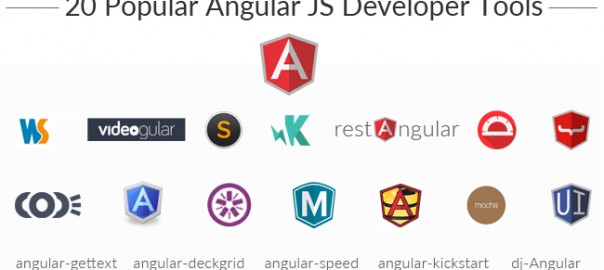 20 Popular Angular JS Developer Tools
A
WS videogular S K restAngular
A M mocha UI
angular-gettext angular-deckgrid angular-speed angular-kickstart dj-Angular